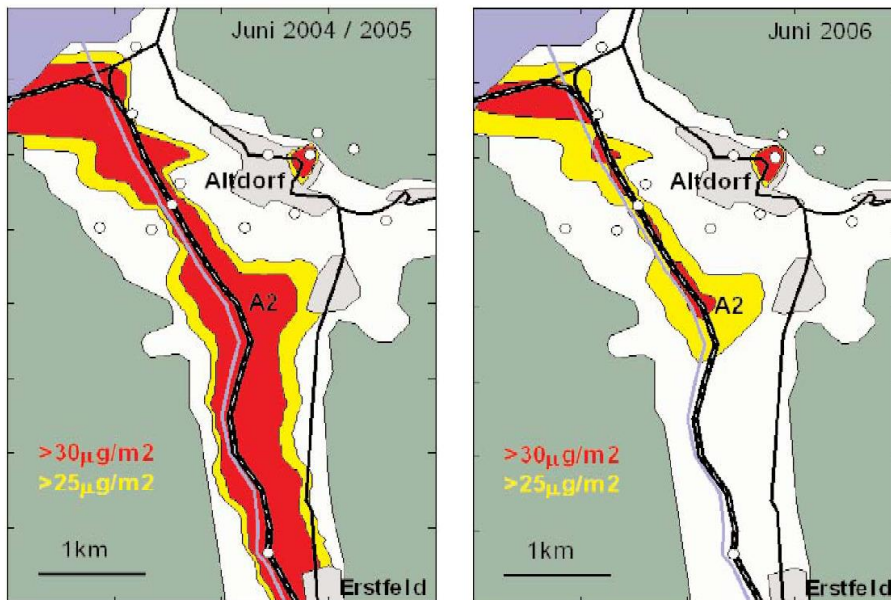 Juni 2004 / 2005
Altdorf
A2
>30µg/m2
>25µg/m2
1km
Erstfeld
Juni 2006
Altdorf
A2
>30µg/m2
>25µg/m2
1km
Erstfeld